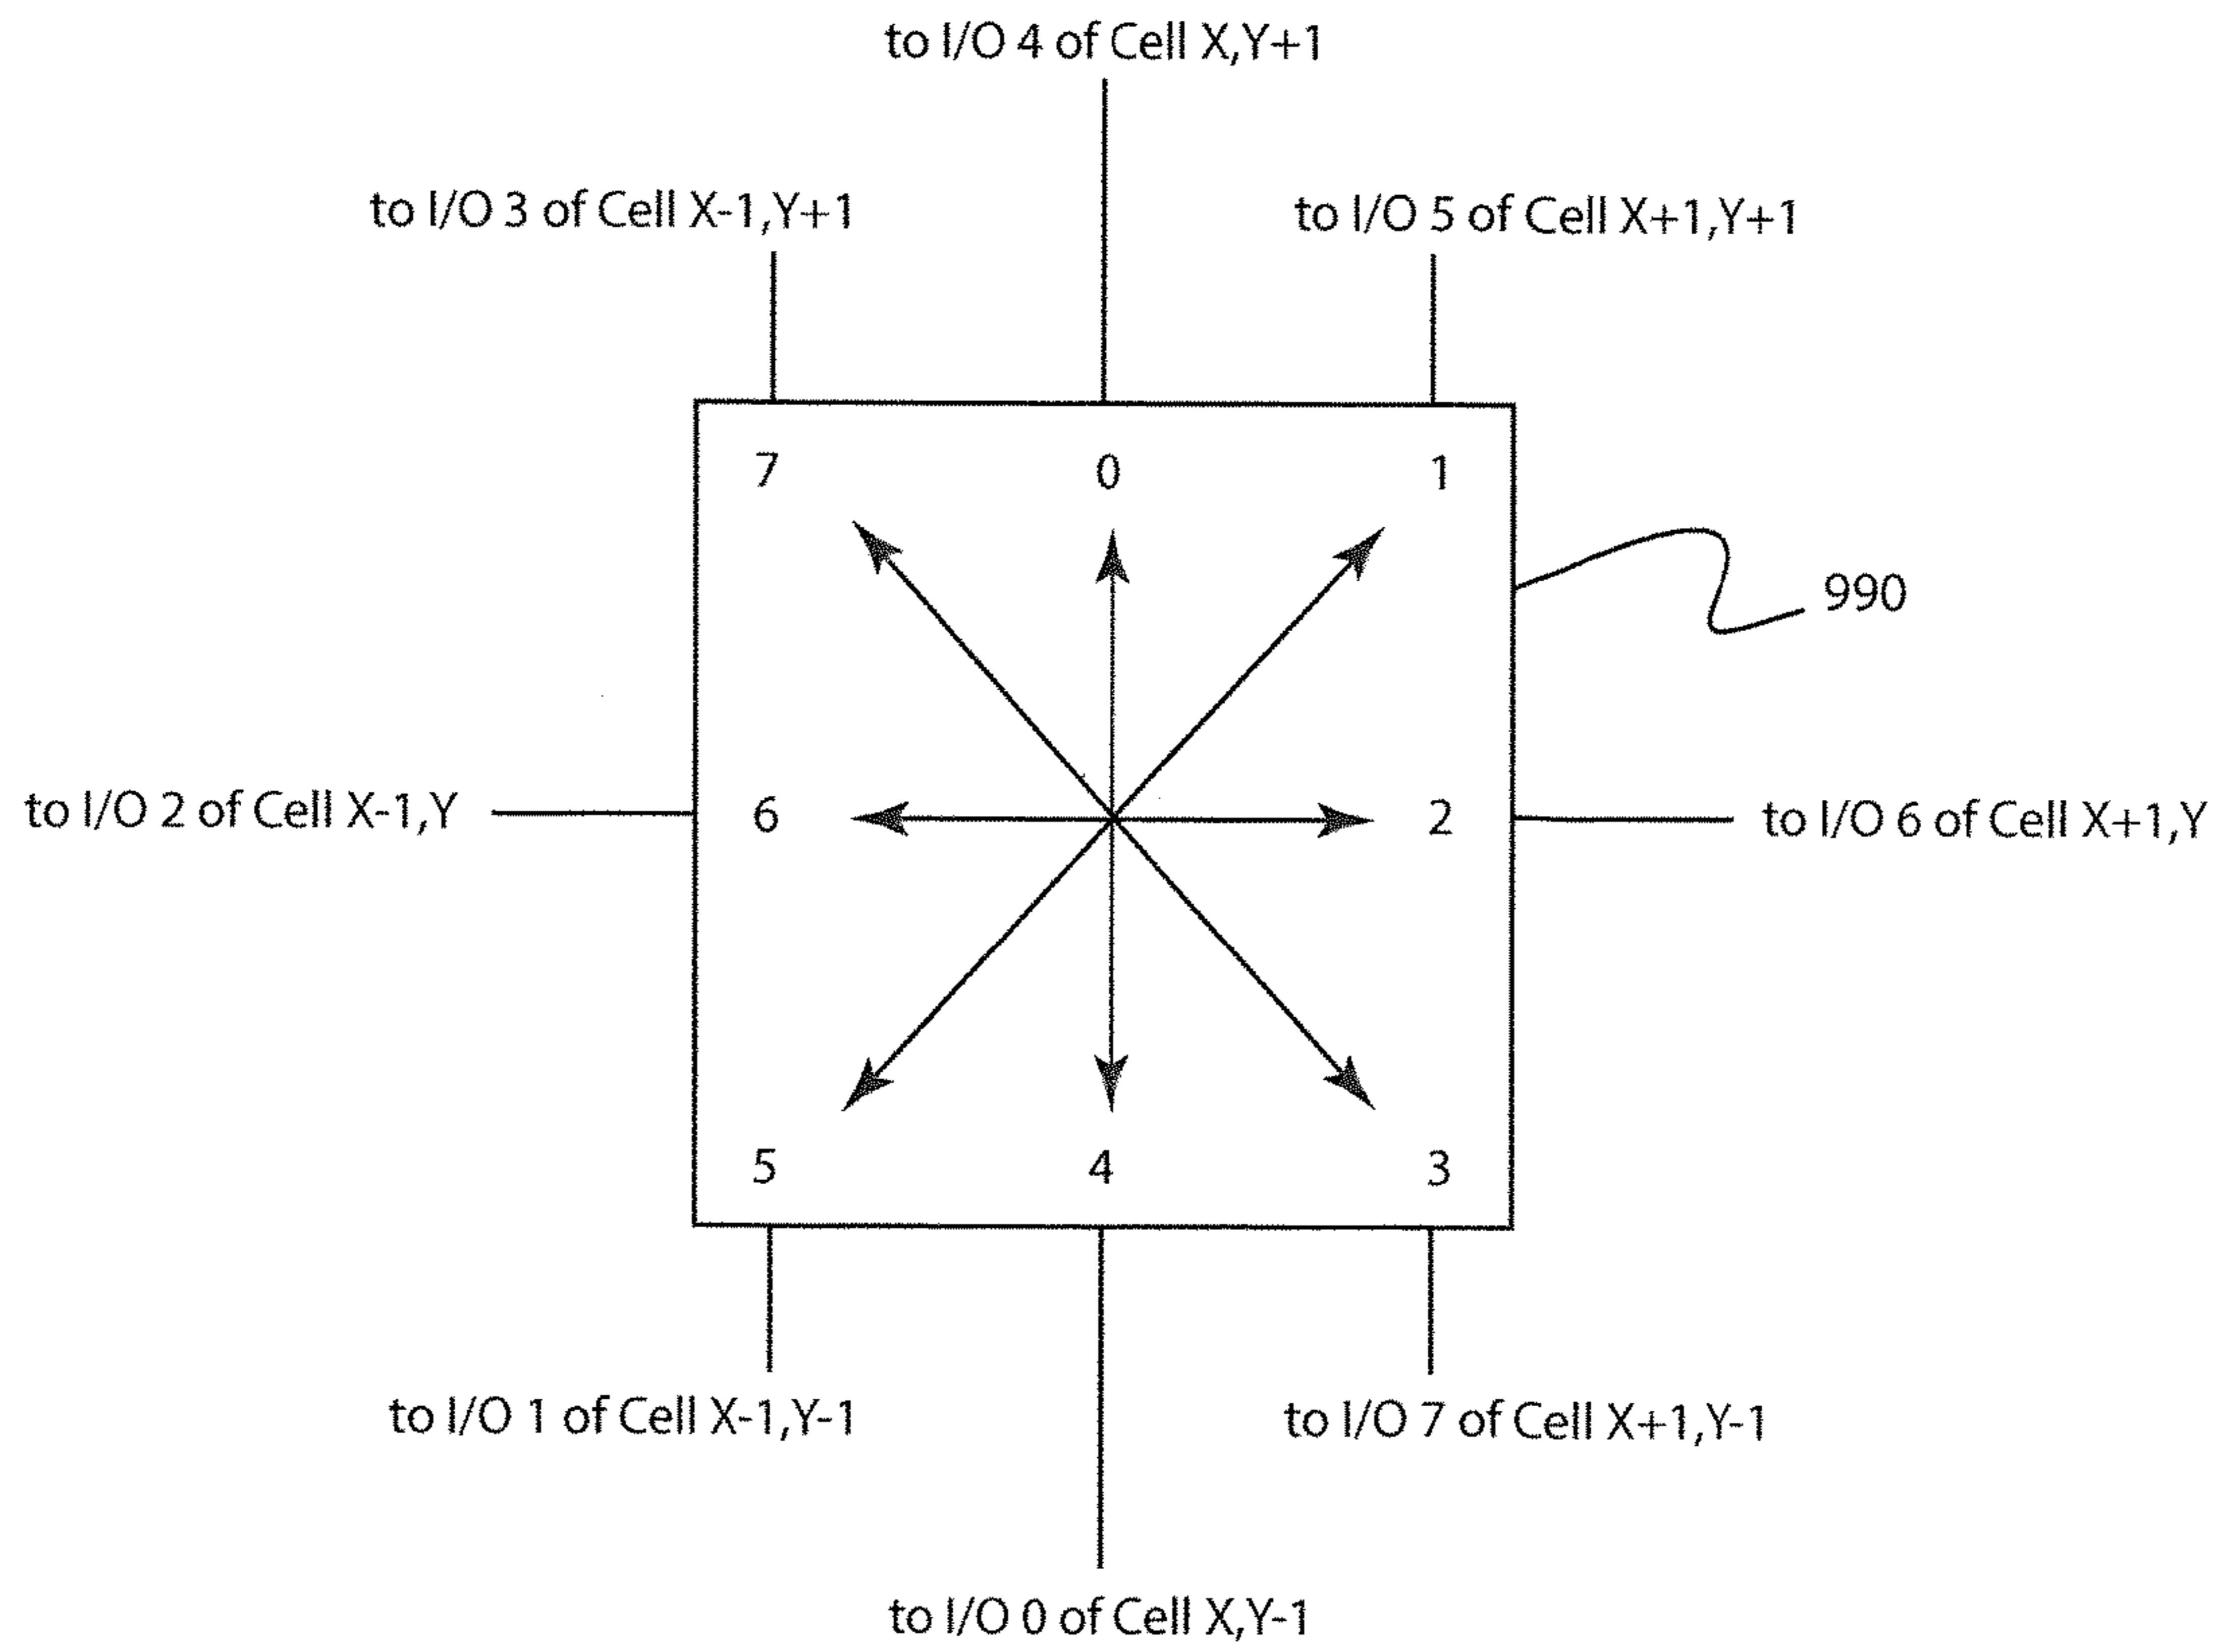 to I/O 4 of Cell X,Y+1
to I/O 3 of Cell X-1,Y+1
to I/O 5 of Cell X+1,Y+1
7
0
1
990
to I/O 2 of Cell X-1,Y
6
2
to I/O 6 of Cell X+1,Y
5
4
3
to I/O 1 of Cell X-1,Y-1
to I/O 7 of Cell X+1,Y-1
to I/O 0 of Cell X,Y-1